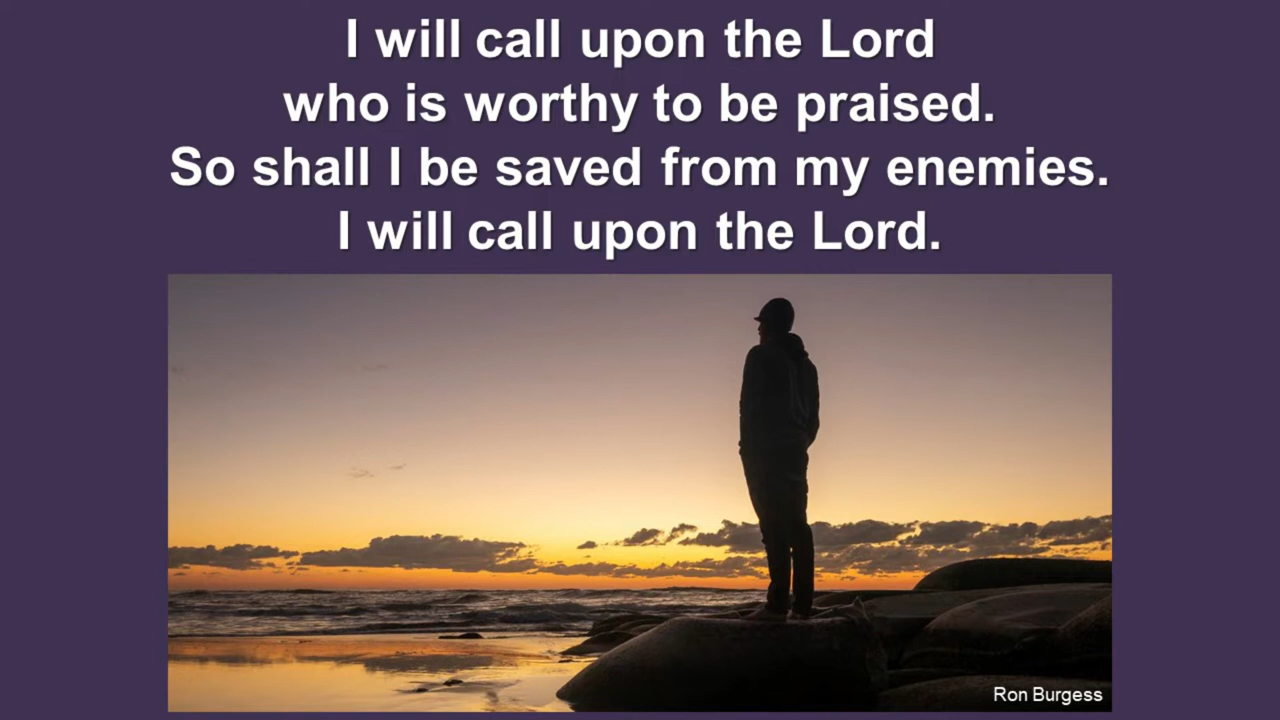 I will call upon the Lord
who is worthy to be praised.
So shall I be saved from my enemies.
I will call upon the Lord.
Ron Burgess